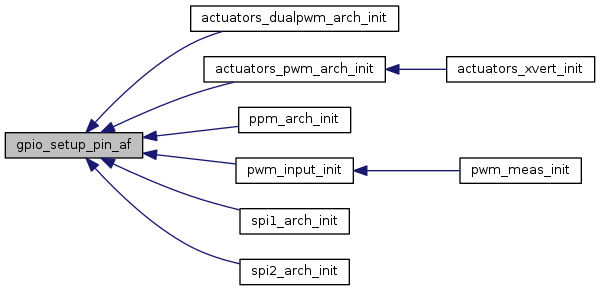 actuators_dualpwm_arch_init
actuators_pwm_arch_init
actuators_xvert_init
ppm_arch_init
gpio_setup_pin_af
pwm_input_init
pwm_meas_init
spi1_arch_init
spi2_arch_init